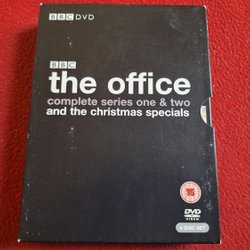 BBC DVD
BBC
the office
complete series one & two
and the christmas specials
15
DVD
VIDEO
4 DISC SET